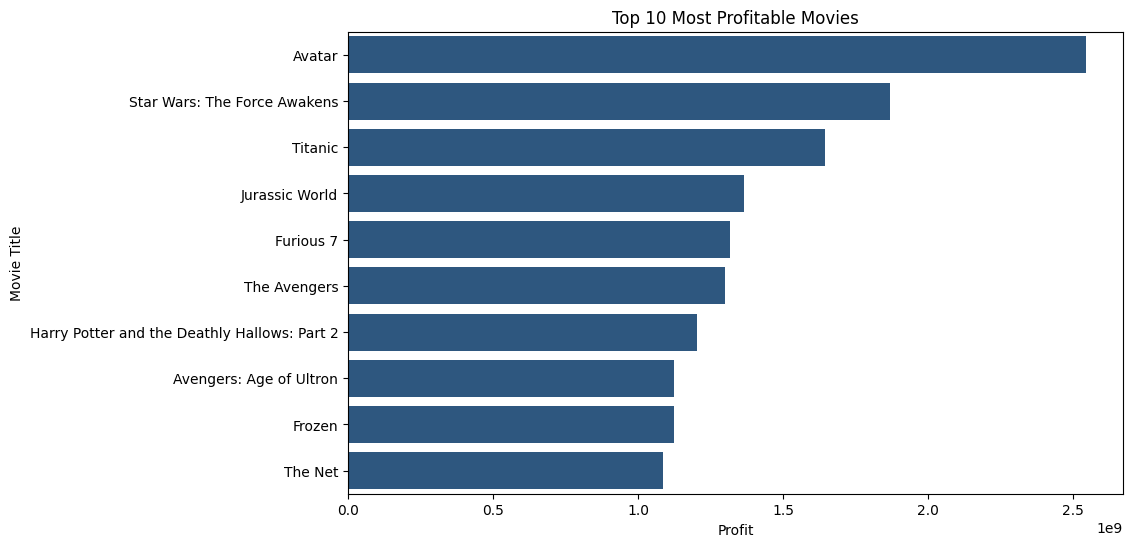 Top 10 Most Profitable Movies
Movie Title
Avatar
Star Wars: The Force Awakens
Titanic
Jurassic World
Furious 7
The Avengers
Harry Potter and the Deathly Hallows: Part 2
Avengers: Age of Ultron
Frozen
The Net
0.0 0.5 1.0 1.5 2.0 2.5
1e9
Profit